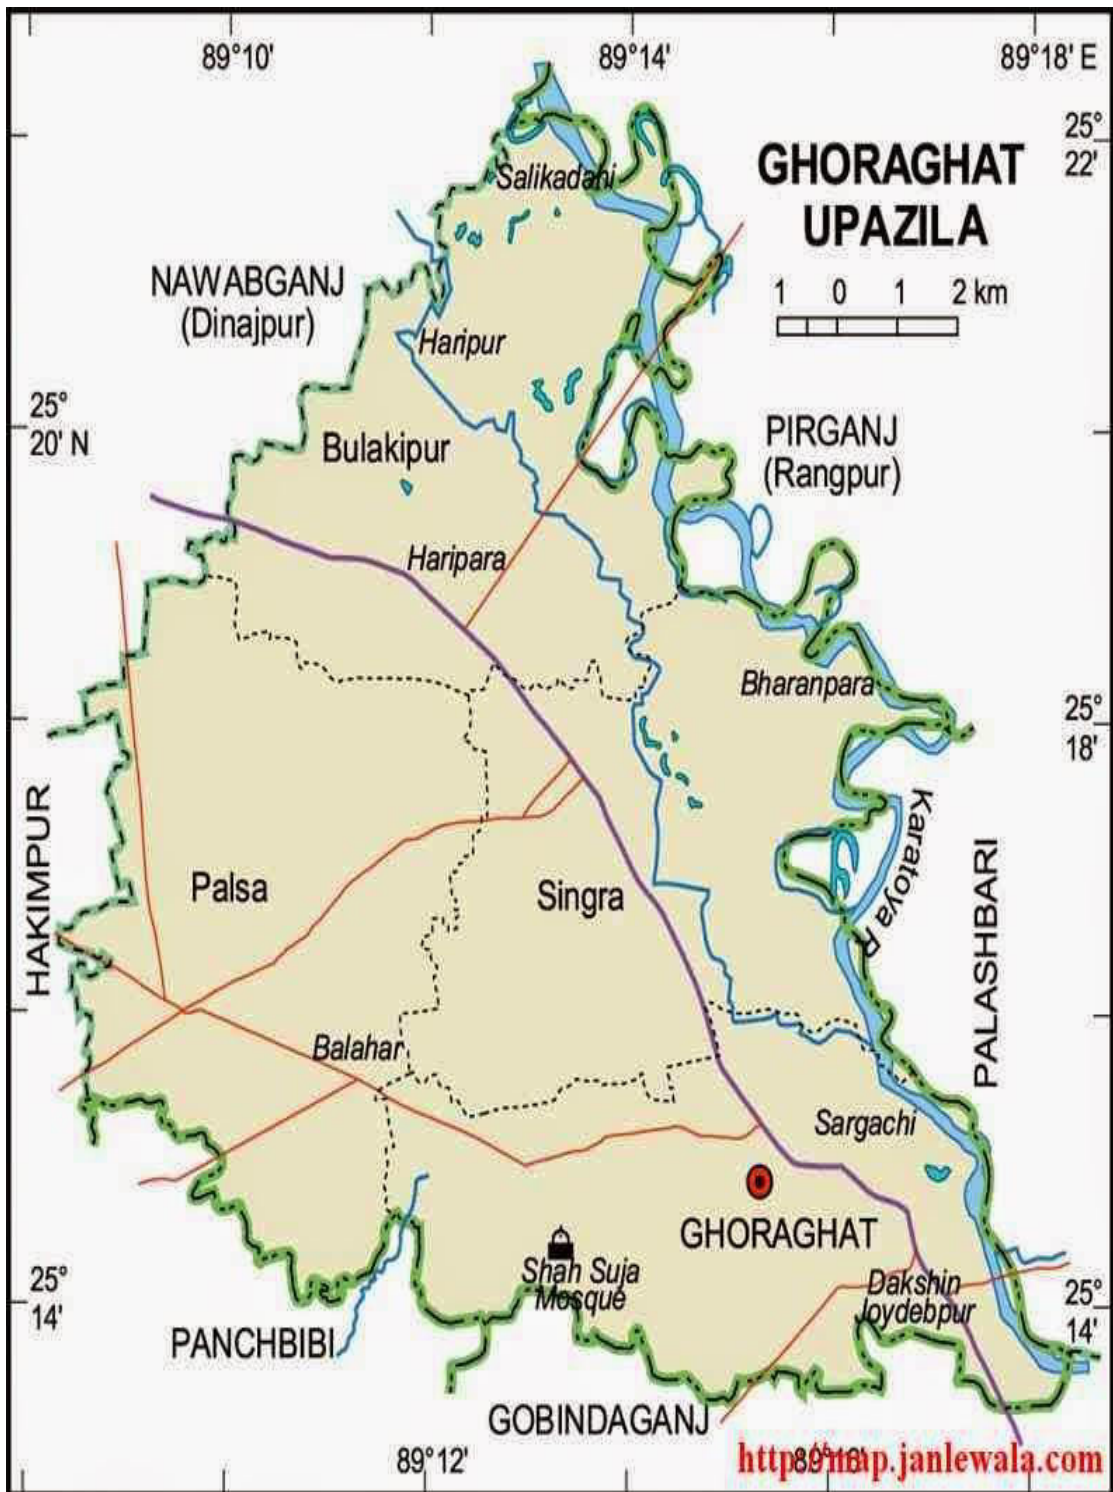 89°10'
89°14'
89°18' E
25°
22'
GHORAGHAT
UPAZILA
1 0 1 2 km
Salikadani
NAWABGANJ
(Dinajpur)
Haripur
25°
20' N
Bulakipur
PIRGANJ
(Rangpur)
Haripara
Bharanpara
25°
18'
HAKIMPUR
Palsa
Singra
Karatoya R
PALASHBARI
Balahar
Sargachi
GHORAGHAT
Shah Suja
Mosque
Dakshin
Joydebpur
25°
14'
25°
14'
PANCHBIBI
GOBINDAGANJ
89°12'
http://map.janlewala.com